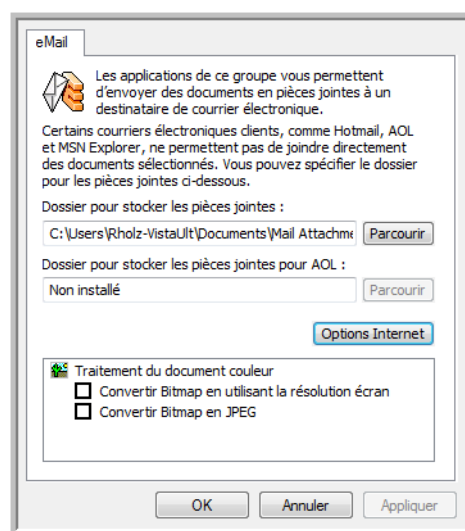 eMail
Les applications de ce groupe vous permettent
d'envoyer des documents en pièces jointes à un
destinataire de courrier électronique.
Certains courriers électroniques clients, comme Hotmail, AOL
et MSN Explorer, ne permettent pas de joindre directement
des documents sélectionnés. Vous pouvez spécifier le dossier
pour les pièces jointes ci-dessous.
Dossier pour stocker les pièces jointes :
C:\Users\Rholz-VistaUlt\Documents\Mail Attachme Parcourir
Dossier pour stocker les pièces jointes pour AOL :
Non installé Parcourir
Options Internet
Traitement du document couleur
Convertir Bitmap en utilisant la résolution écran
Convertir Bitmap en JPEG
OK Annuler Appliquer